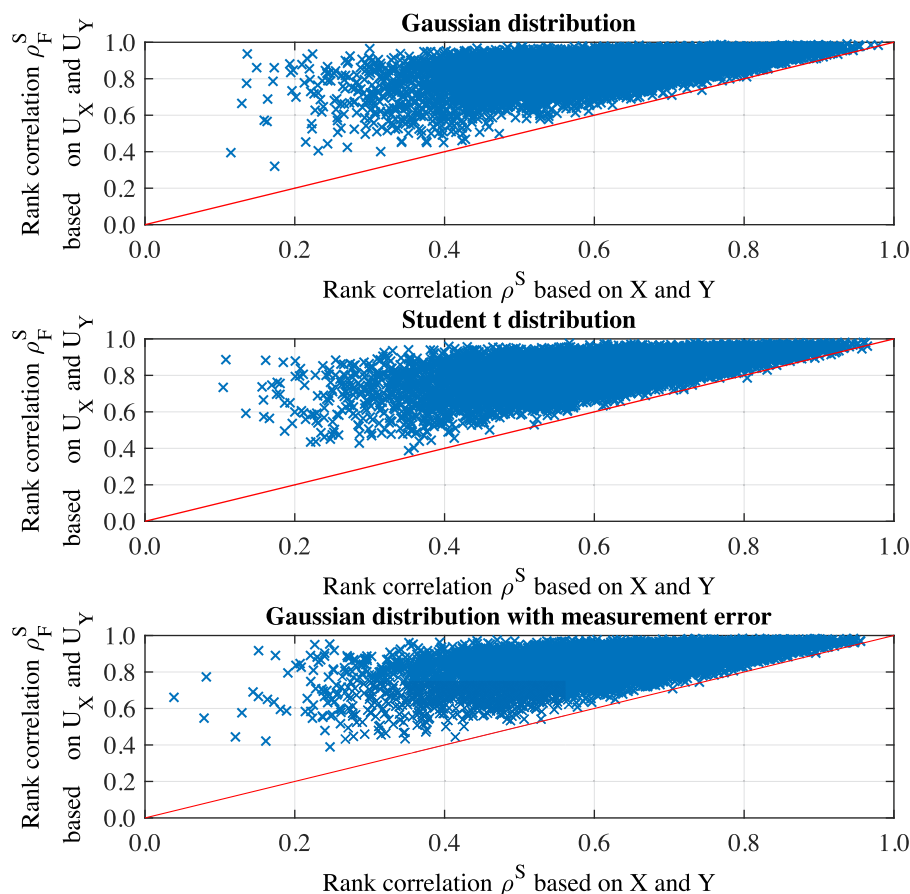 Gaussian distribution
Rank correlation ρ_F^S
based on U_X and U_Y
1.0
0.8
0.6
0.4
0.2
0.0
0.0 0.2 0.4 0.6 0.8 1.0
Rank correlation ρ^S based on X and Y
Student t distribution
Rank correlation ρ_F^S
based on U_X and U_Y
1.0
0.8
0.6
0.4
0.2
0.0
0.0 0.2 0.4 0.6 0.8 1.0
Rank correlation ρ^S based on X and Y
Gaussian distribution with measurement error
Rank correlation ρ_F^S
based on U_X and U_Y
1.0
0.8
0.6
0.4
0.2
0.0
0.0 0.2 0.4 0.6 0.8 1.0
Rank correlation ρ^S based on X and Y